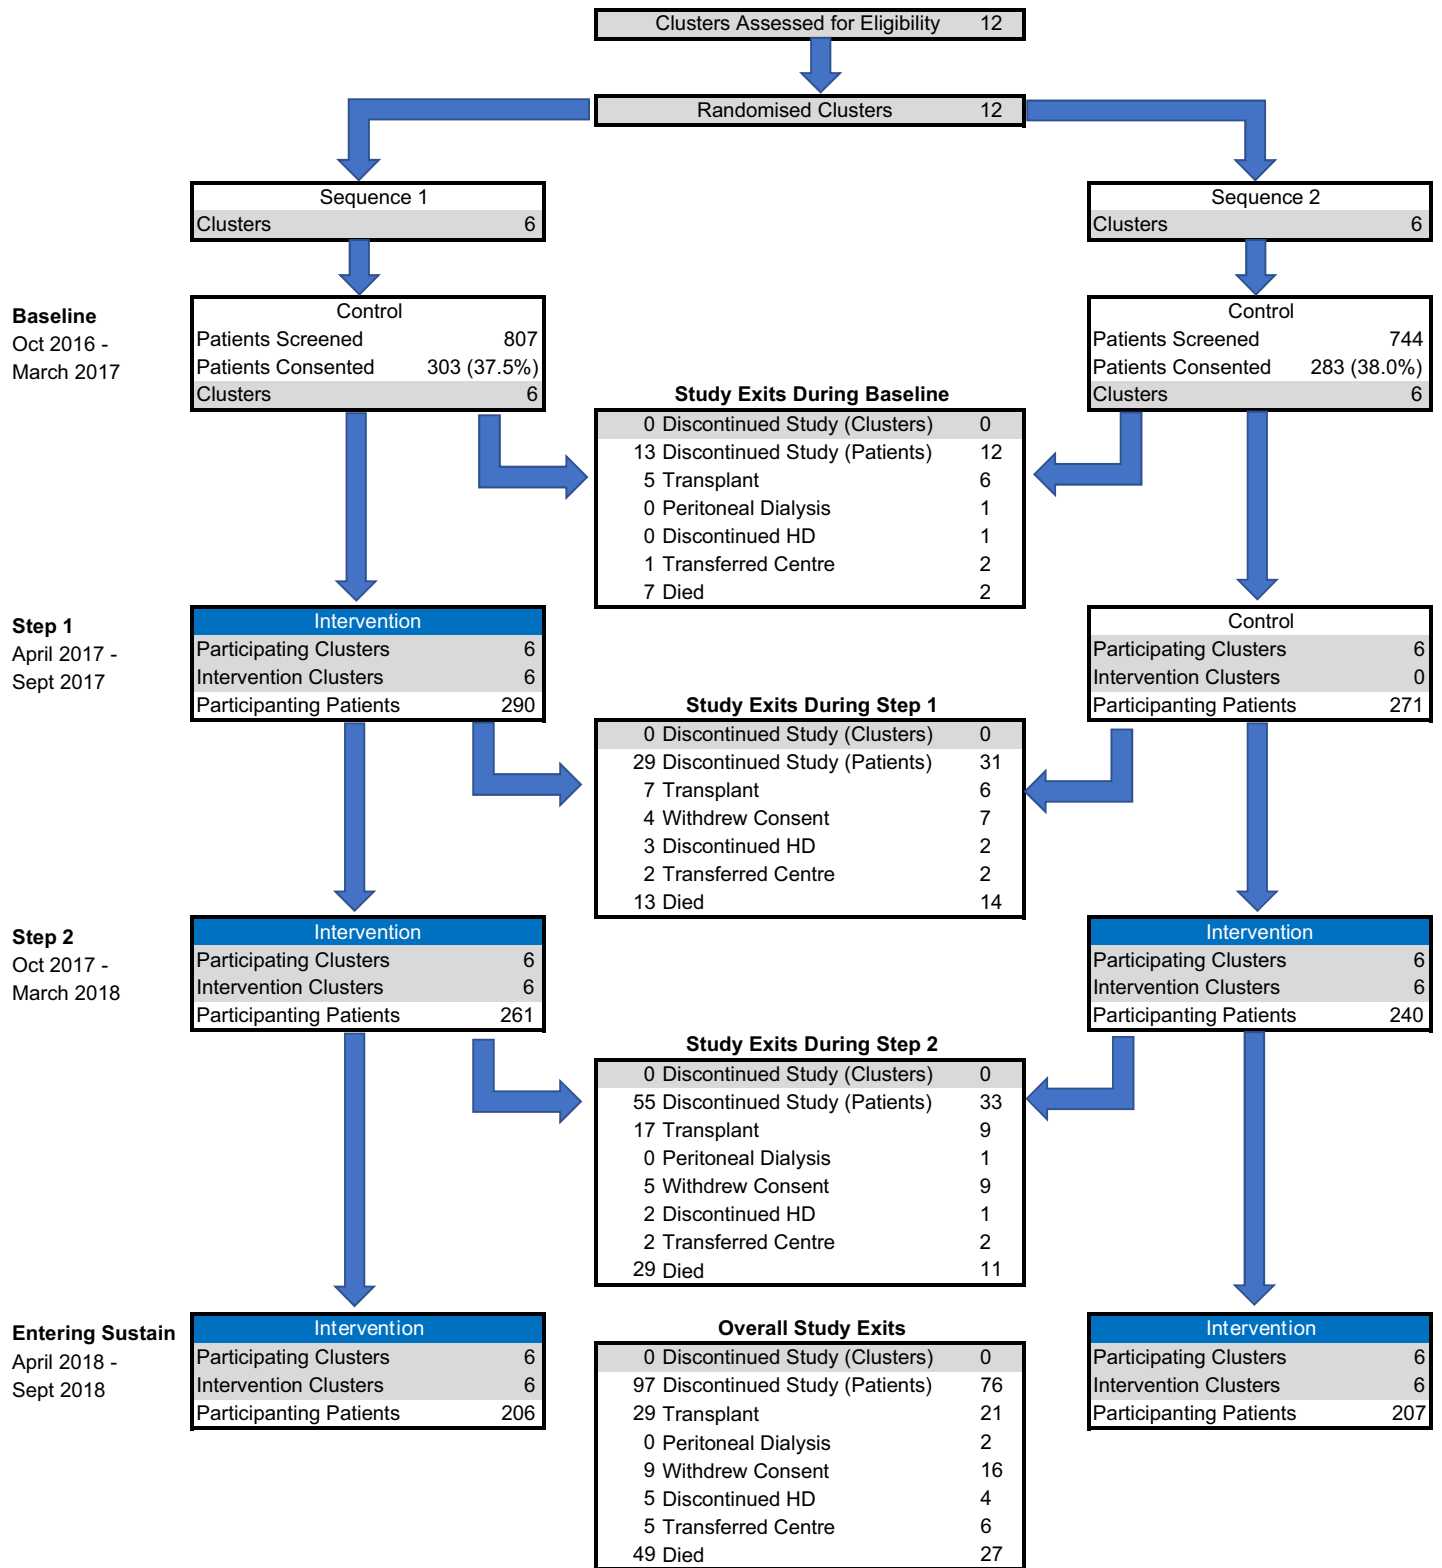 Clusters Assessed for Eligibility 12
Randomised Clusters 12
Sequence 1
Clusters 6
Sequence 2
Clusters 6
Baseline
Oct 2016 -
March 2017
Control
Patients Screened 807
Patients Consented 303 (37.5%)
Clusters 6
Control
Patients Screened 744
Patients Consented 283 (38.0%)
Clusters 6
Study Exits During Baseline
0 Discontinued Study (Clusters) 0
13 Discontinued Study (Patients) 12
5 Transplant 6
0 Peritoneal Dialysis 1
0 Discontinued HD 1
1 Transferred Centre 2
7 Died 2
Step 1
April 2017 -
Sept 2017
Intervention
Participating Clusters 6
Intervention Clusters 6
Participanting Patients 290
Control
Participating Clusters 6
Intervention Clusters 0
Participanting Patients 271
Study Exits During Step 1
0 Discontinued Study (Clusters) 0
29 Discontinued Study (Patients) 31
7 Transplant 6
4 Withdrew Consent 7
3 Discontinued HD 2
2 Transferred Centre 2
13 Died 14
Step 2
Oct 2017 -
March 2018
Intervention
Participating Clusters 6
Intervention Clusters 6
Participanting Patients 261
Intervention
Participating Clusters 6
Intervention Clusters 6
Participanting Patients 240
Study Exits During Step 2
0 Discontinued Study (Clusters) 0
55 Discontinued Study (Patients) 33
17 Transplant 9
0 Peritoneal Dialysis 1
5 Withdrew Consent 9
2 Discontinued HD 1
2 Transferred Centre 2
29 Died 11
Entering Sustain
April 2018 -
Sept 2018
Intervention
Participating Clusters 6
Intervention Clusters 6
Participanting Patients 206
Overall Study Exits
0 Discontinued Study (Clusters) 0
97 Discontinued Study (Patients) 76
29 Transplant 21
0 Peritoneal Dialysis 2
9 Withdrew Consent 16
5 Discontinued HD 4
5 Transferred Centre 6
49 Died 27
Intervention
Participating Clusters 6
Intervention Clusters 6
Participanting Patients 207